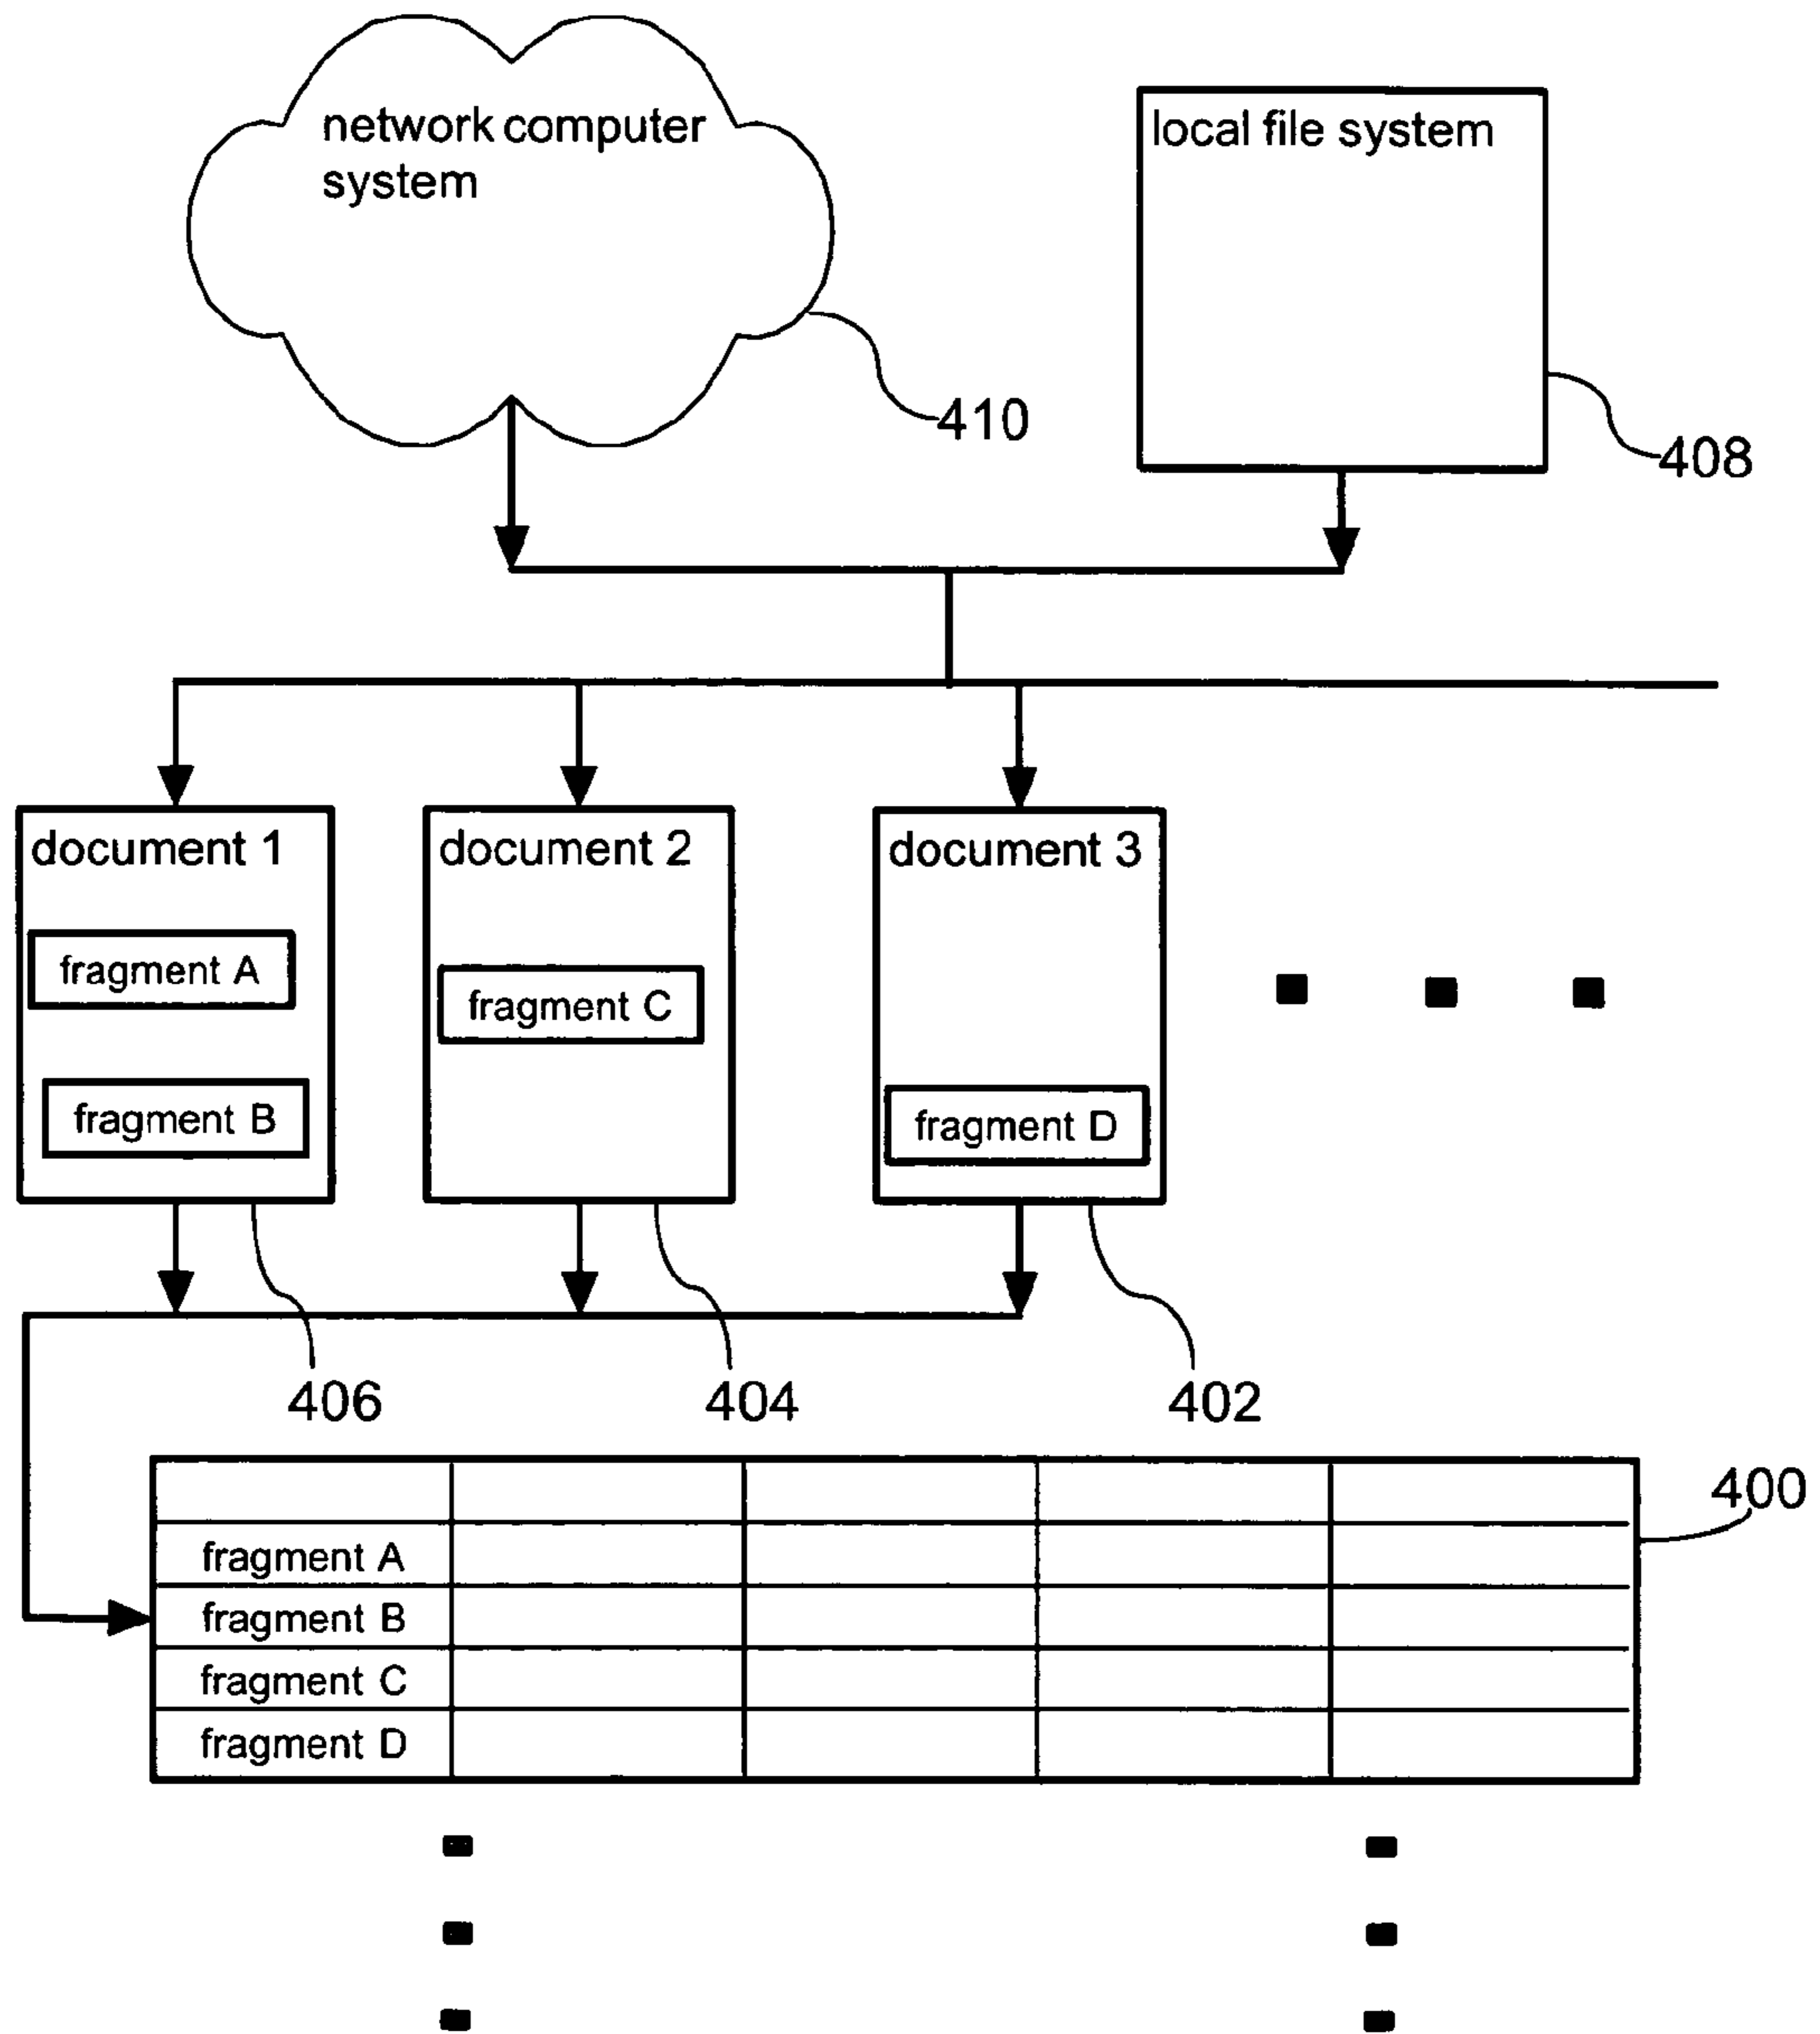 network computer
system
local file system
410
408
document 1
document 2
document 3
fragment A
fragment C
fragment B
fragment D
406
404
402
400
fragment A
fragment B
fragment C
fragment D